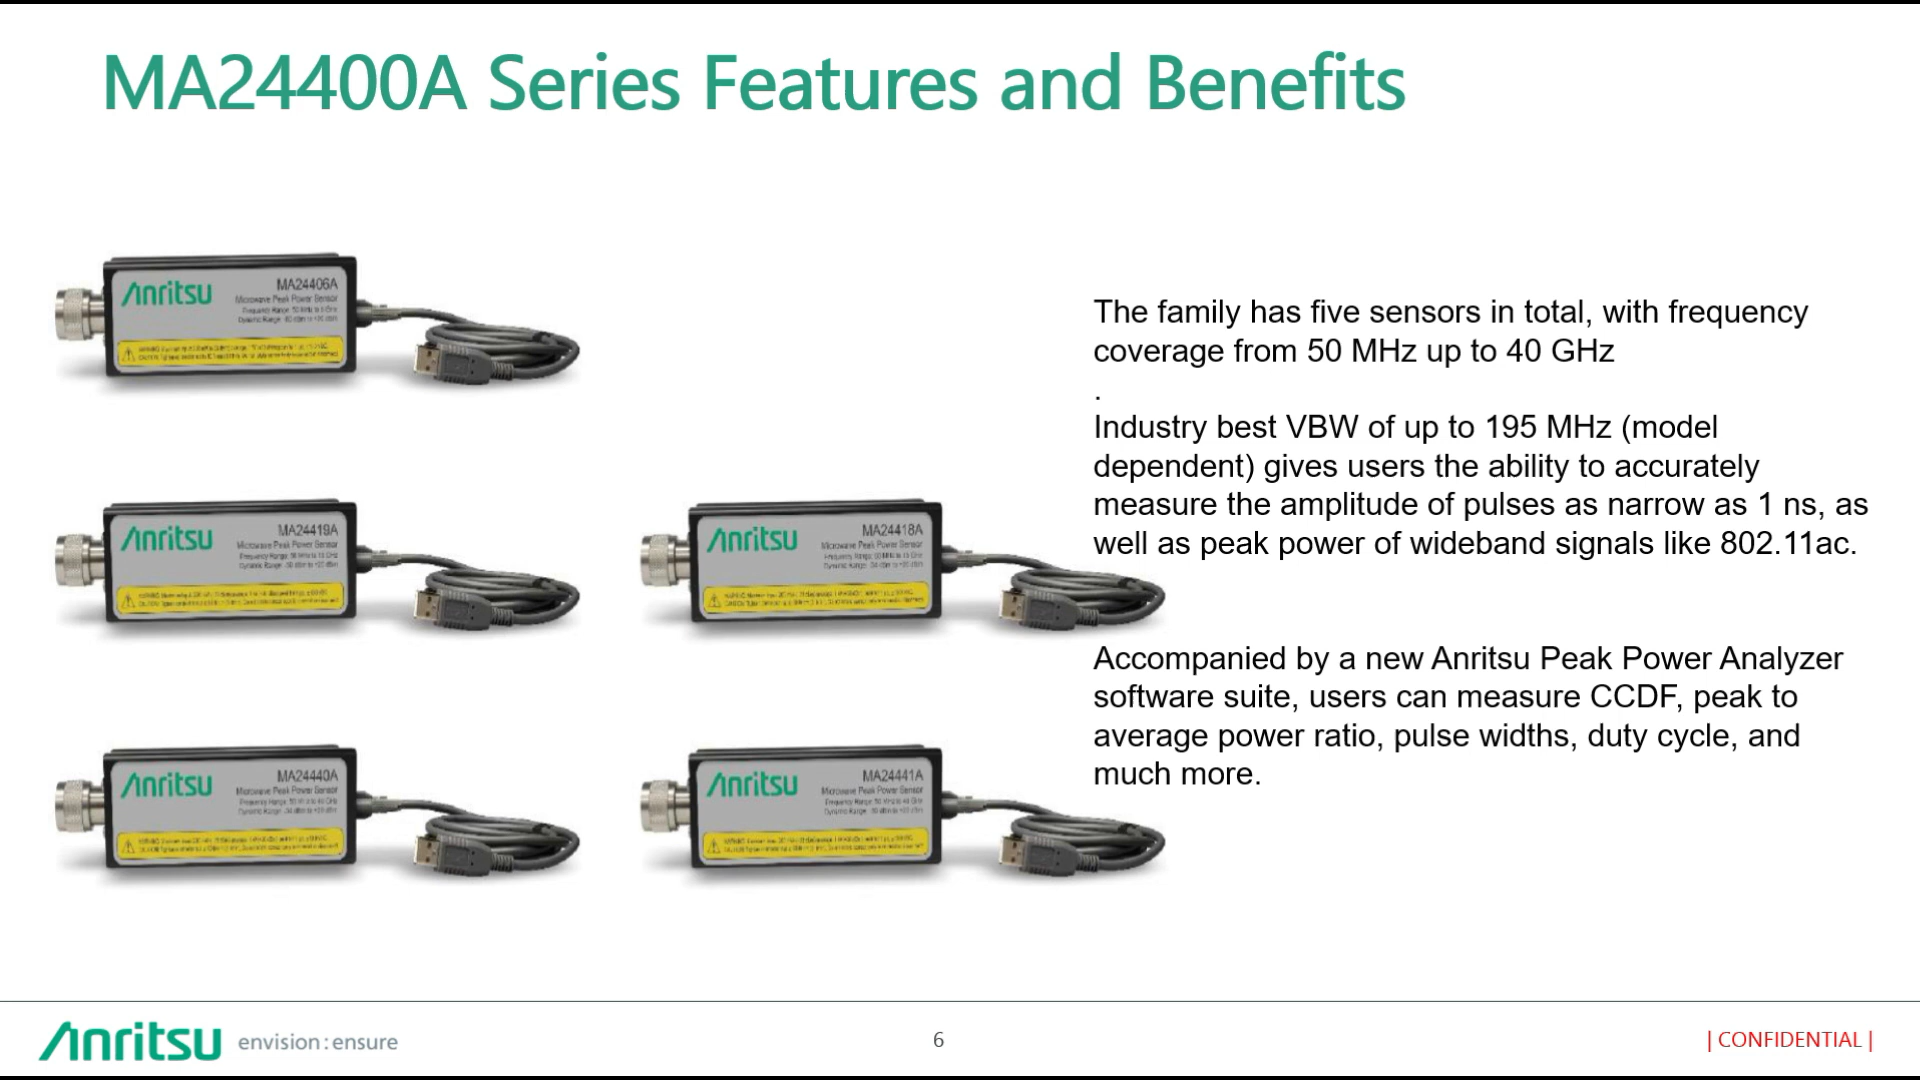 MA24400A Series Features and Benefits
Anritsu
MA24406A
Microwave Peak Power Sensor
The family has five sensors in total, with frequency
coverage from 50 MHz up to 40 GHz
.
Industry best VBW of up to 195 MHz (model
dependent) gives users the ability to accurately
measure the amplitude of pulses as narrow as 1 ns, as
well as peak power of wideband signals like 802.11ac.
Accompanied by a new Anritsu Peak Power Analyzer
software suite, users can measure CCDF, peak to
average power ratio, pulse widths, duty cycle, and
much more.
Anritsu
MA24419A
Microwave Peak Power Sensor
Anritsu
MA24418A
Microwave Peak Power Sensor
Anritsu
MA24440A
Microwave Peak Power Sensor
Anritsu
MA24441A
Microwave Peak Power Sensor
Anritsu envision : ensure
6
| CONFIDENTIAL |